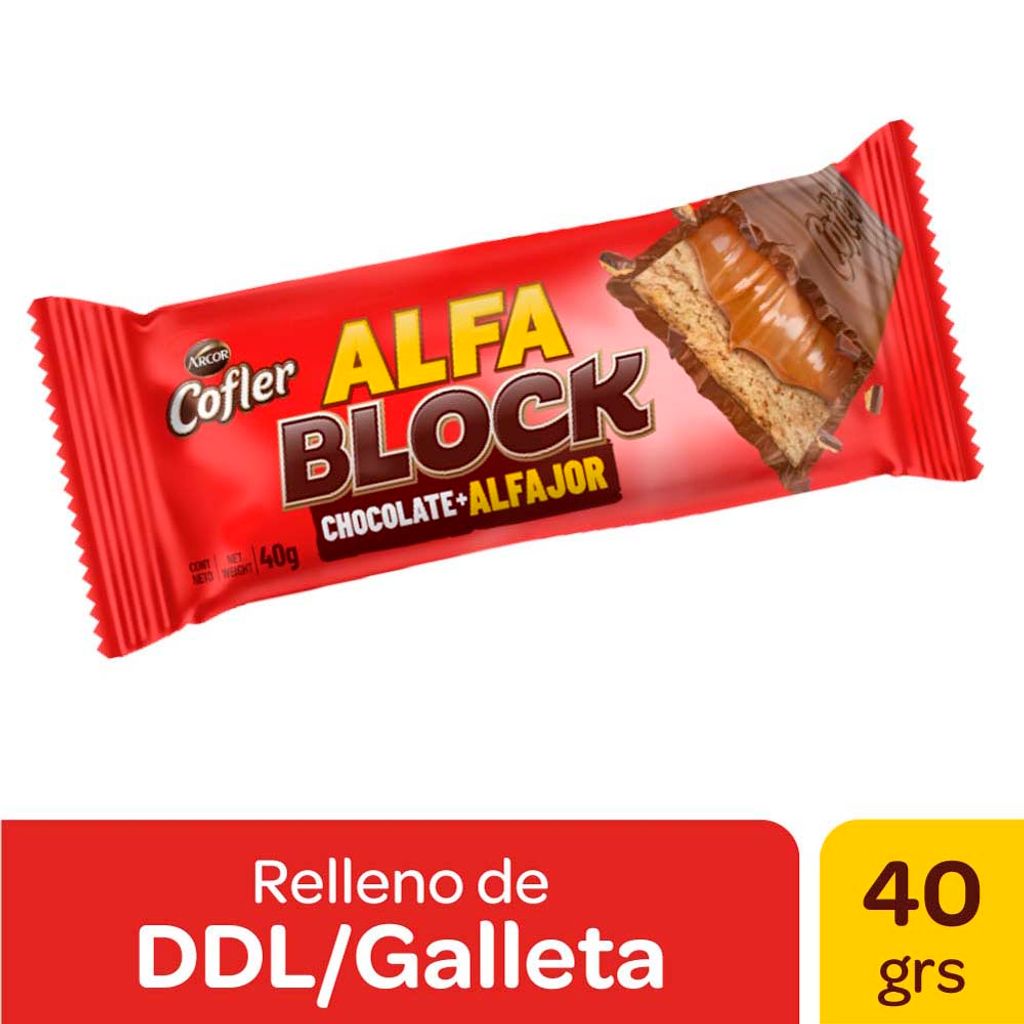 ARCOR
Cofler
ALFA
BLOCK
CHOCOLATE+ALFAJOR
CONT NETO | NET WEIGHT | 40g
Cofler
Relleno de
DDL/Galleta
40
grs